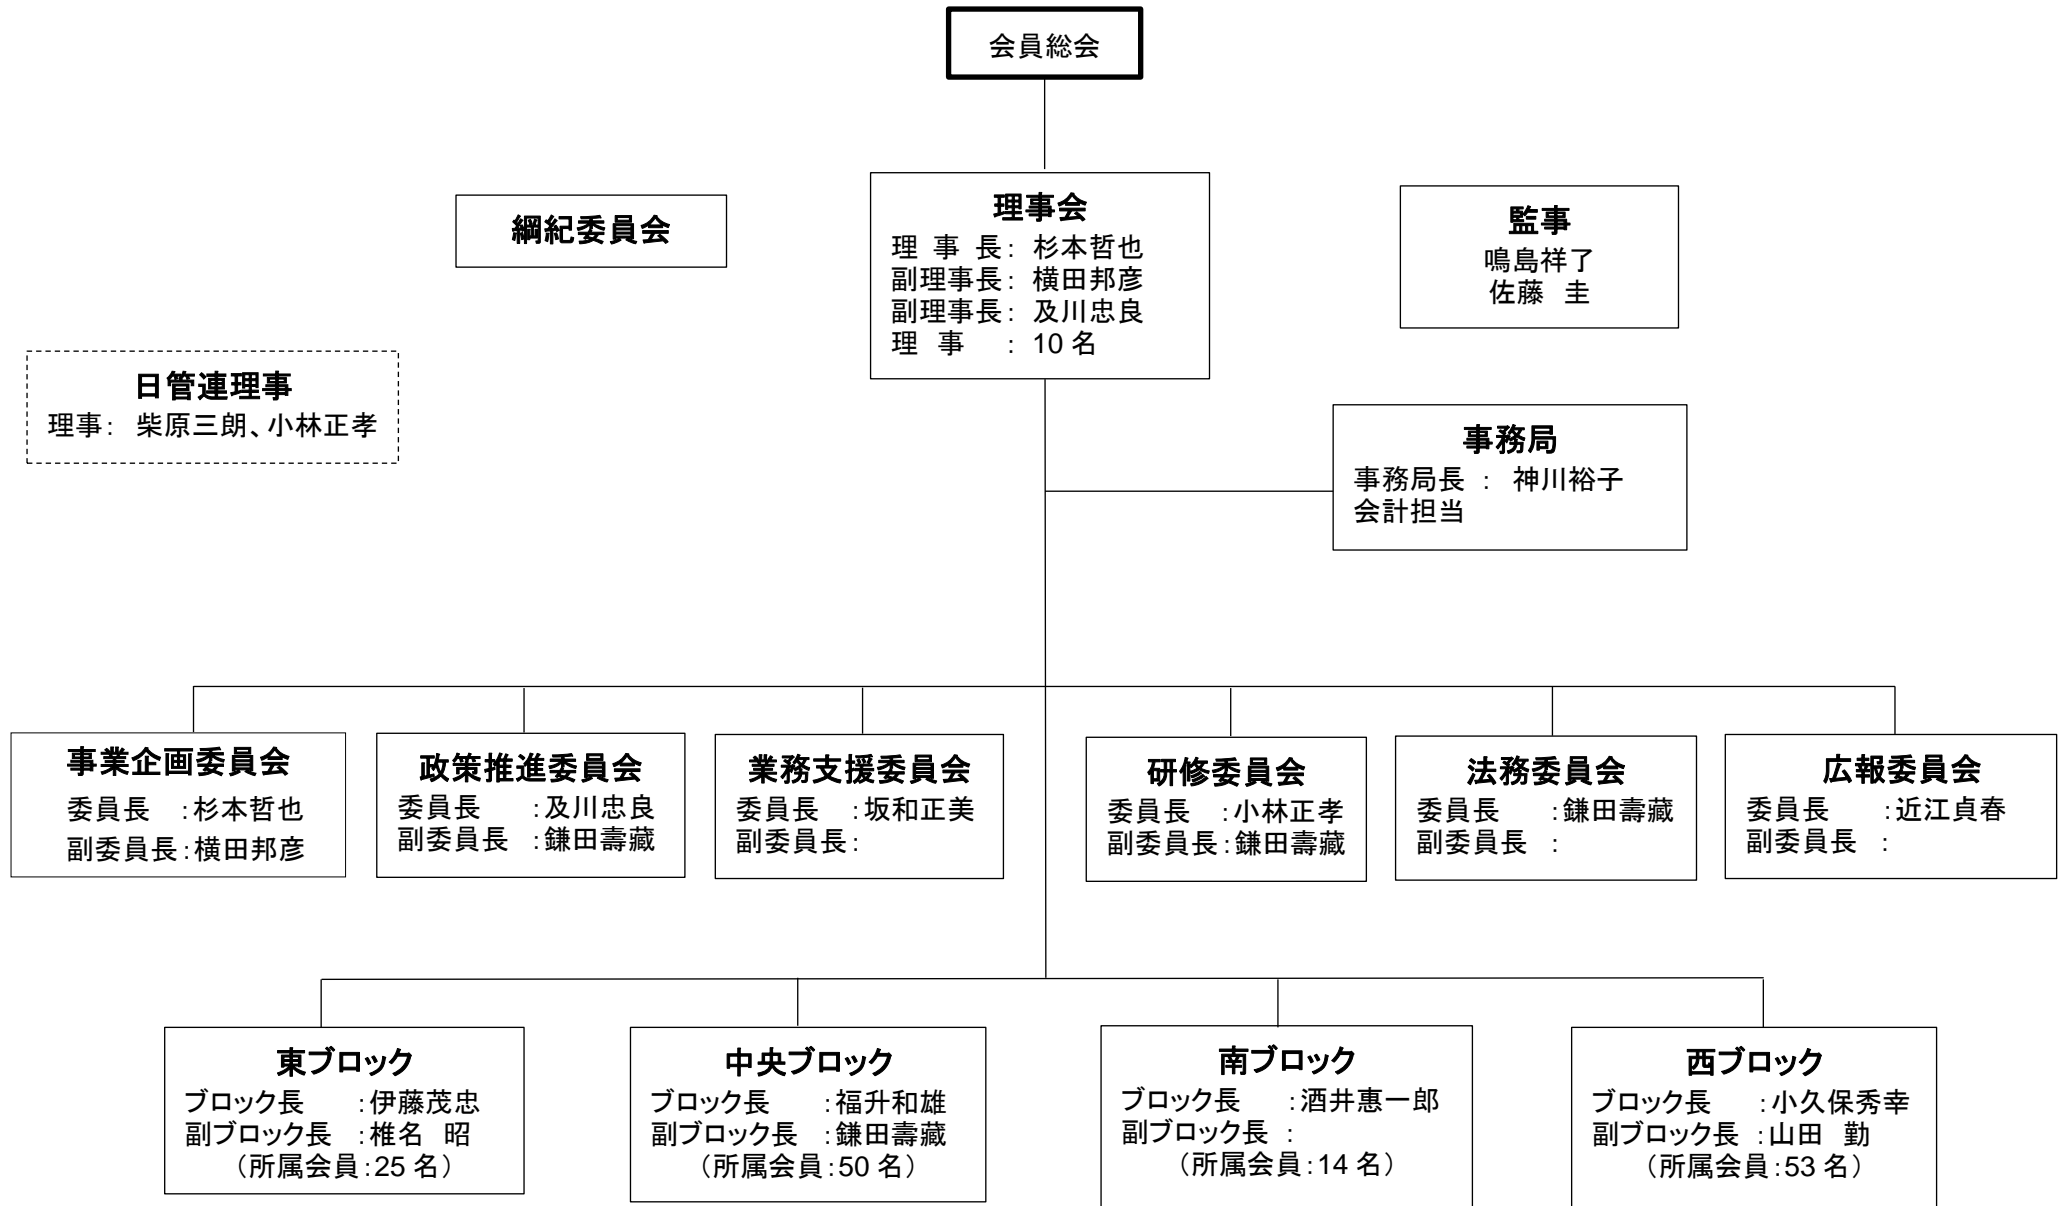 会員総会
綱紀委員会
理事会
理 事 長: 杉本哲也
副理事長: 横田邦彦
副理事長: 及川忠良
理 事 : 10名
監事
鳴島祥了
佐藤 圭
日管連理事
理事: 柴原三朗、小林正孝
事務局
事務局長 : 神川裕子
会計担当
事業企画委員会
委員長 :杉本哲也
副委員長:横田邦彦
政策推進委員会
委員長 :及川忠良
副委員長 :鎌田壽藏
業務支援委員会
委員長 :坂和正美
副委員長:
研修委員会
委員長 :小林正孝
副委員長:鎌田壽藏
法務委員会
委員長 :鎌田壽藏
副委員長 :
広報委員会
委員長 :近江貞春
副委員長 :
東ブロック
ブロック長 :伊藤茂忠
副ブロック長 :椎名 昭
(所属会員:25名)
中央ブロック
ブロック長 :福升和雄
副ブロック長 :鎌田壽藏
(所属会員:50名)
南ブロック
ブロック長 :酒井惠一郎
副ブロック長 :
(所属会員:14名)
西ブロック
ブロック長 :小久保秀幸
副ブロック長 :山田 勤
(所属会員:53名)